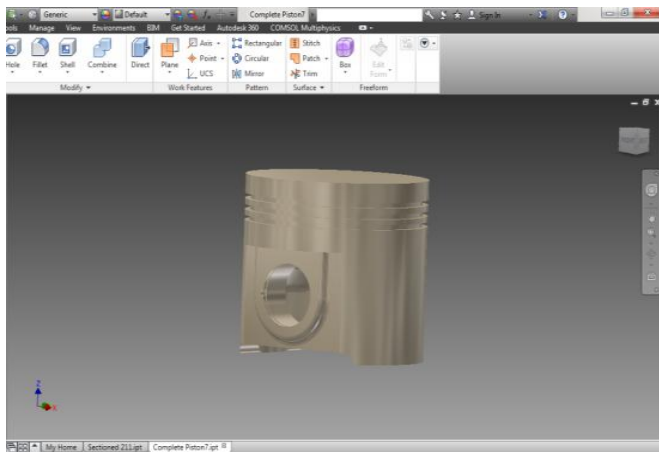 Generic Default Complete Piston7 Sign In
ools Manage View Environments BIM Get Started Autodesk 360 COMSOL Multiphysics
Axis Rectangular Stitch
Point Circular Patch
Hole Fillet Shell Combine Direct Plane UCS Mirror Trim Box Edit Form
Modify Work Features Pattern Surface Freeform
Z
X
My Home Sectioned 211.ipt Complete Piston7.ipt